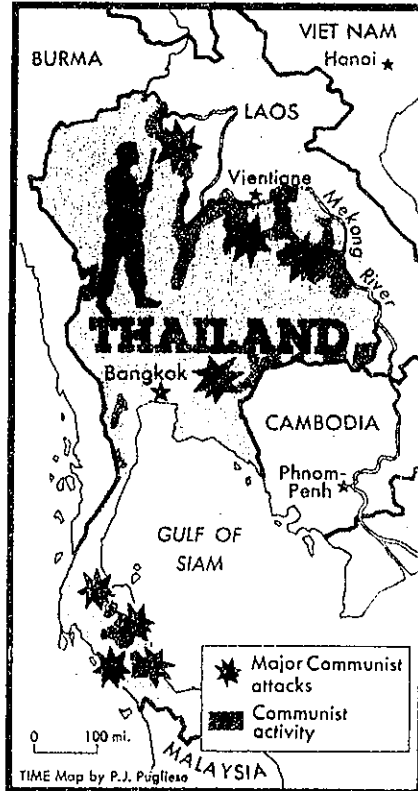 VIET NAM
BURMA
Hanoi
LAOS
Vientiane
Mekong
River
THAILAND
Bangkok
CAMBODIA
Phnom-
Penh
GULF OF
SIAM
Major Communist
attacks
Communist
activity
0 100 mi.
MALAYSIA
TIME Map by P.J. Pugliese